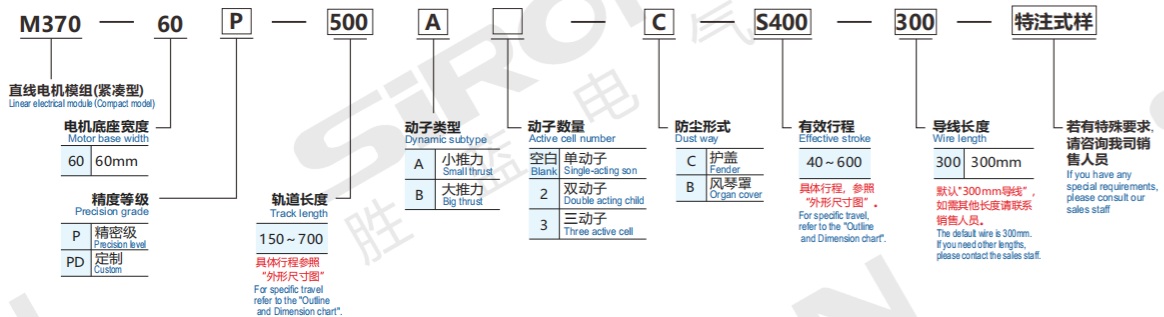 M370 — 60 P — 500 A □ — C — S400 — 300 — 特注式样
直线电机模组(紧凑型)
Linear electrical module (Compact model)
电机底座宽度
Motor base width
60 60mm
精度等级
Precision grade
P 精密级
Precision level
PD 定制
Custom
轨道长度
Track length
150~700
具体行程参照
“外形尺寸图”
For specific travel
refer to the "Outline
and Dimension chart".
动子类型
Dynamic subtype
A 小推力
Small thrust
B 大推力
Big thrust
动子数量
Active cell number
空白 单动子
Blank Single-acting son
2 双动子
Double acting child
3 三动子
Three active cell
防尘形式
Dust way
C 护盖
Fender
B 风琴罩
Organ cover
有效行程
Effective stroke
40~600
具体行程，参照
“外形尺寸图”。
For specific travel,
refer to the "Outline
and Dimension chart".
导线长度
Wire length
300 300mm
默认“300mm导线”，
如需其他长度请联系
销售人员。
The default wire is 300mm.
If you need other lengths,
please contact the sales staff.
若有特殊要求，
请咨询我司销
售人员
If you have any
special requirements,
please consult our
sales staff
SiRON
胜蓝电气